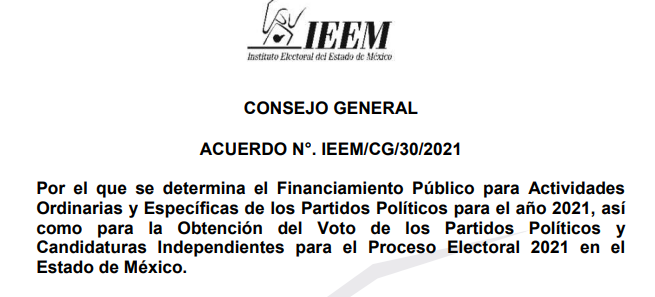 IEEM
Instituto Electoral del Estado de México
CONSEJO GENERAL
ACUERDO N°. IEEM/CG/30/2021
Por el que se determina el Financiamiento Público para Actividades
Ordinarias y Específicas de los Partidos Políticos para el año 2021, así
como para la Obtención del Voto de los Partidos Políticos y
Candidaturas Independientes para el Proceso Electoral 2021 en el
Estado de México.